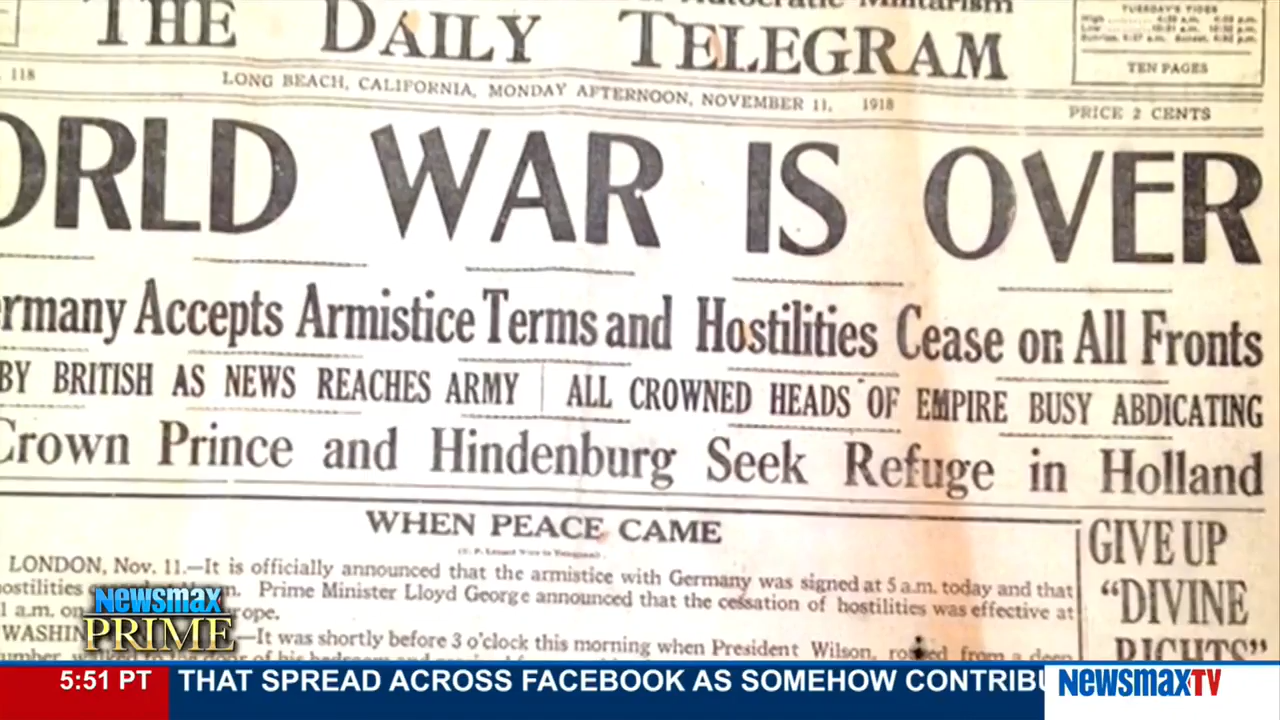 THE DAILY TELEGRAM
TUESDAY'S TIDES
TEN PAGES
118
LONG BEACH, CALIFORNIA, MONDAY AFTERNOON, NOVEMBER 11, 1918
PRICE 2 CENTS
ORLD WAR IS OVER
rmany Accepts Armistice Terms and Hostilities Cease on All Fronts
BY BRITISH AS NEWS REACHES ARMY
ALL CROWNED HEADS OF EMPIRE BUSY ABDICATING
Crown Prince and Hindenburg Seek Refuge in Holland
WHEN PEACE CAME
LONDON, Nov. 11.—It is officially announced that the armistice with Germany was signed at 5 a.m. today and that
hostilities Prime Minister Lloyd George announced that the cessation of hostilities was effective at
1 a.m. on rope.
WASHIN —It was shortly before 3 o'clock this morning when President Wilson, from a deep
GIVE UP
"DIVINE
RIGHTS"
Newsmax
PRIME
5:51 PT
THAT SPREAD ACROSS FACEBOOK AS SOMEHOW CONTRIBU
NewsmaxTV